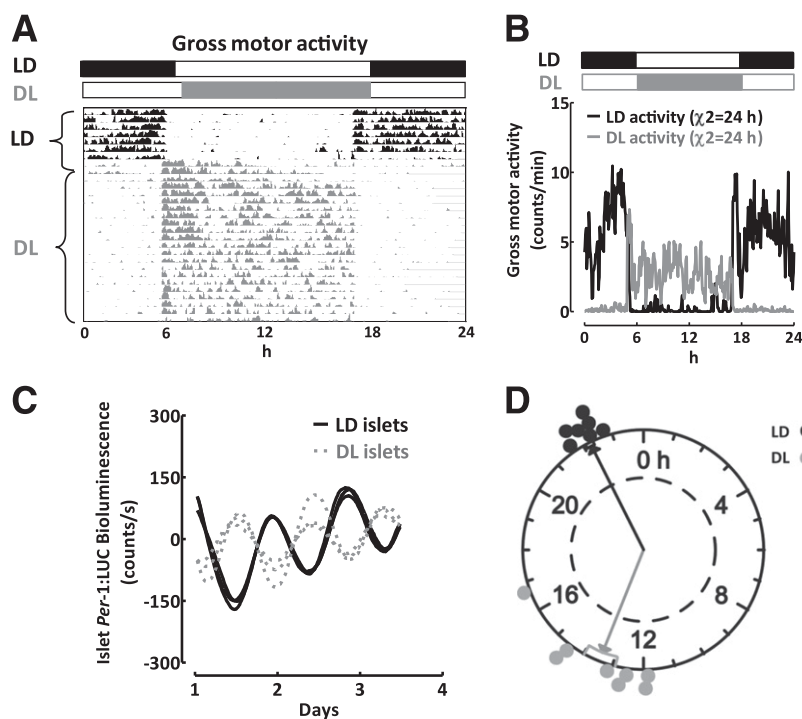 A
Gross motor activity
LD
DL
LD
DL
0 6 12 18 24
h
B
LD
DL
LD activity (χ2=24 h)
DL activity (χ2=24 h)
Gross motor activity
(counts/min)
15
10
5
0
0 6 12 18 24
h
C
Islet Per-1:LUC Bioluminescence
(counts/s)
300
150
0
-150
-300
LD islets
DL islets
1 2 3 4
Days
D
LD
DL
0 h
4
8
12
16
20